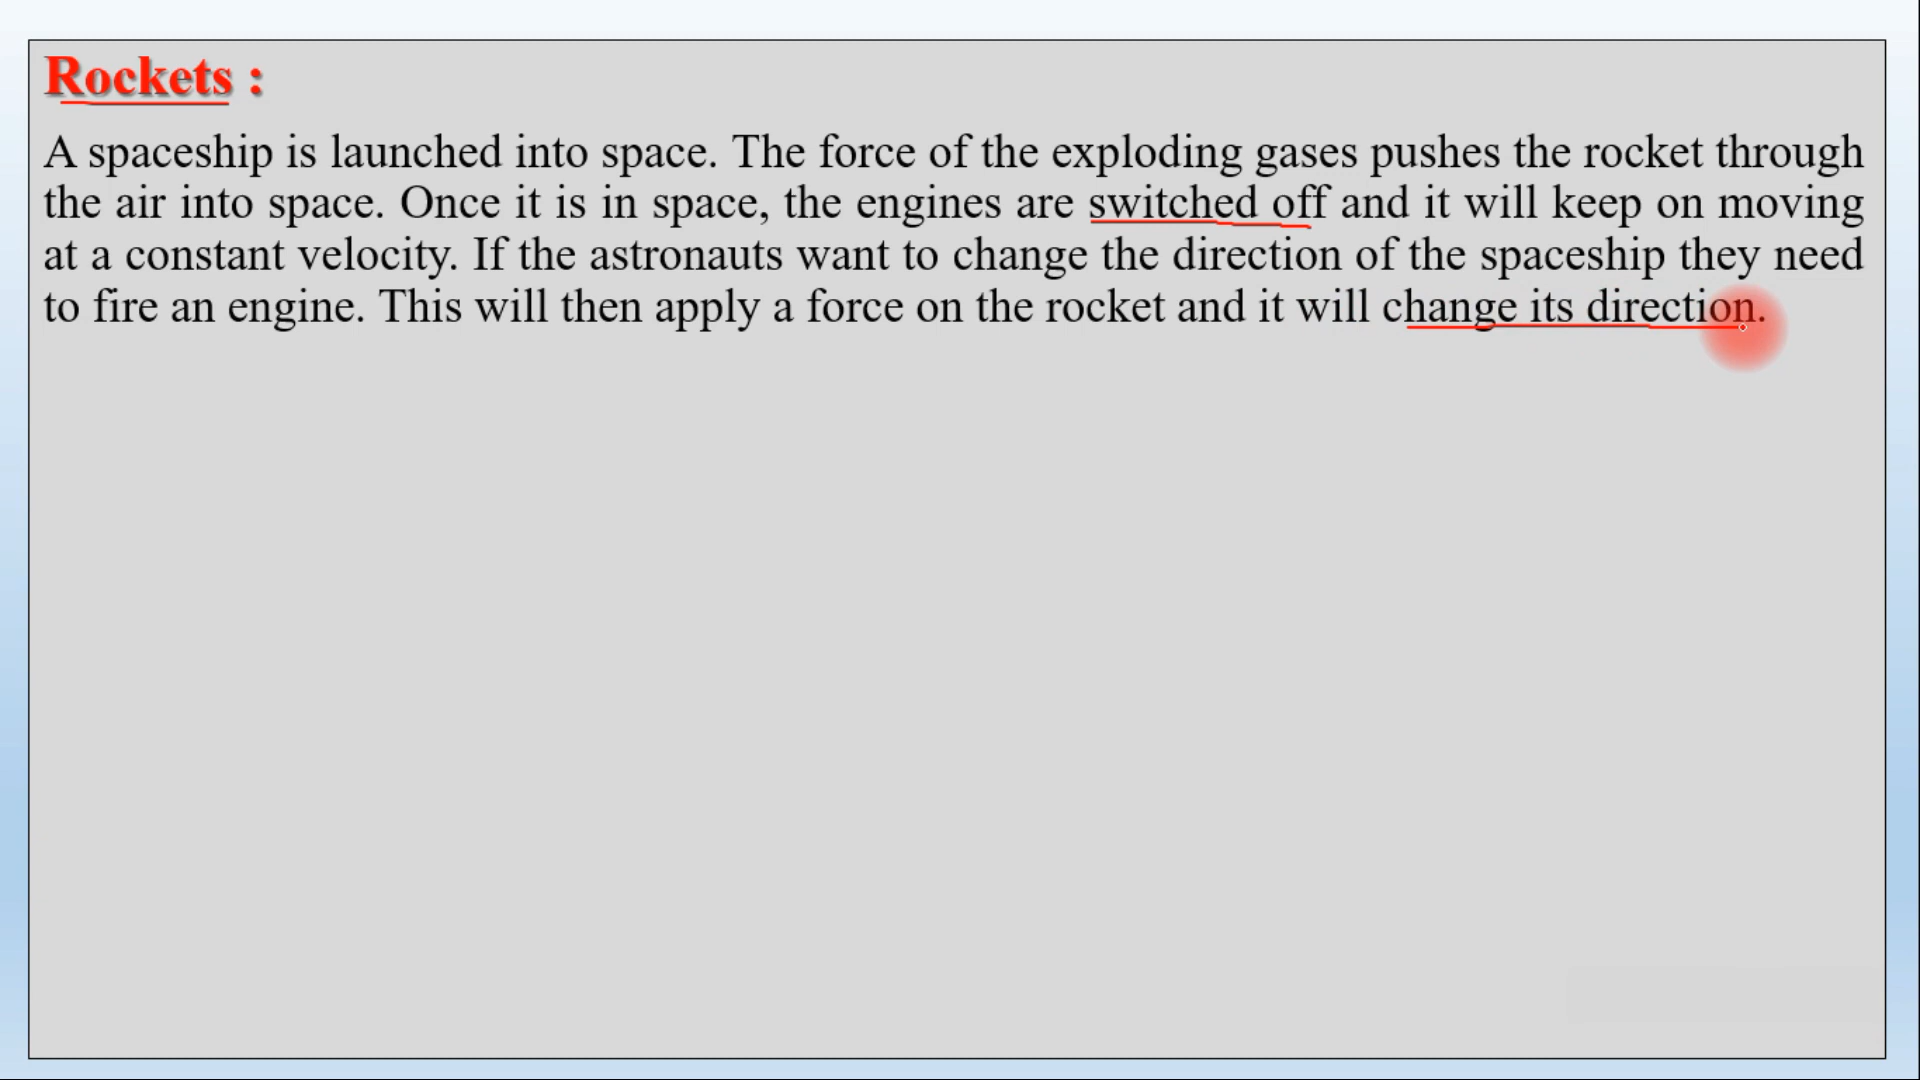 Rockets :
A spaceship is launched into space. The force of the exploding gases pushes the rocket through
the air into space. Once it is in space, the engines are switched off and it will keep on moving
at a constant velocity. If the astronauts want to change the direction of the spaceship they need
to fire an engine. This will then apply a force on the rocket and it will change its direction.